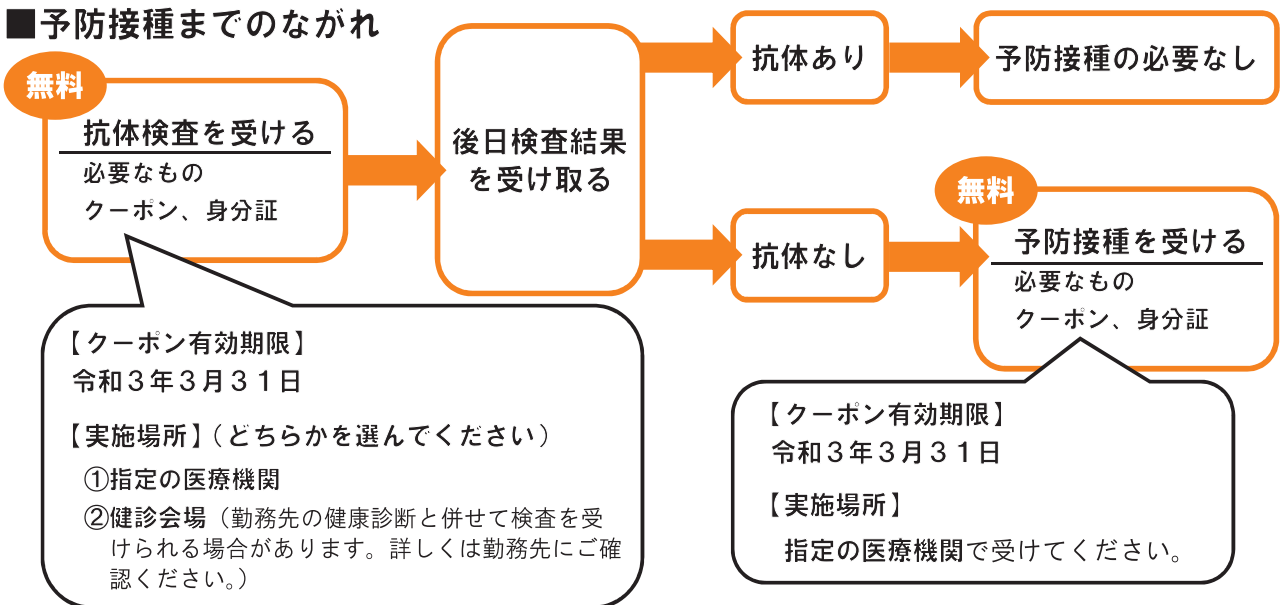 ■予防接種までのながれ
無料
抗体検査を受ける
必要なもの
クーポン、身分証
後日検査結果
を受け取る
抗体あり
予防接種の必要なし
抗体なし
無料
予防接種を受ける
必要なもの
クーポン、身分証
【クーポン有効期限】
令和３年３月３１日
【実施場所】（どちらかを選んでください）
①指定の医療機関
②健診会場（勤務先の健康診断と併せて検査を受
けられる場合があります。詳しくは勤務先にご確
認ください。）
【クーポン有効期限】
令和３年３月３１日
【実施場所】
指定の医療機関で受けてください。